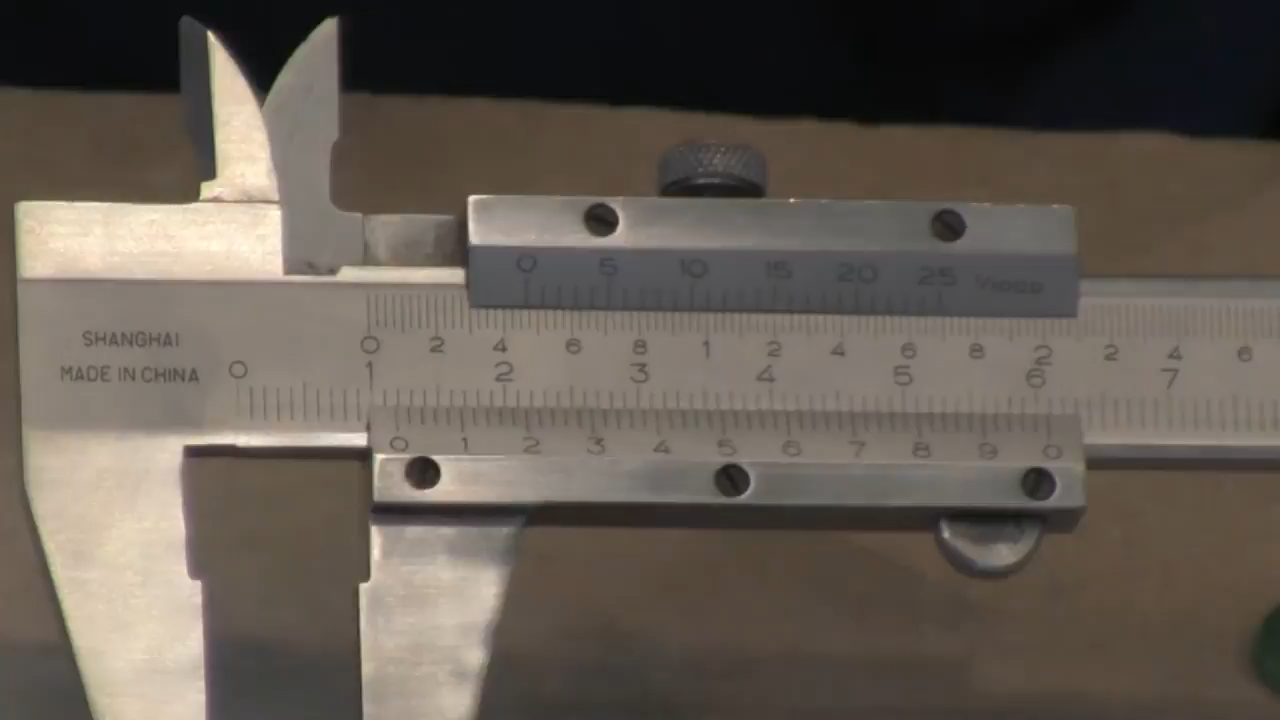 0 5 10 15 20 25
SHANGHAI
MADE IN CHINA
0 2 4 6 8 1 2 4 6 8 2 2 4 6
0 1 2 3 4 5 6 7
0 1 2 3 4 5 6 7 8 9 0